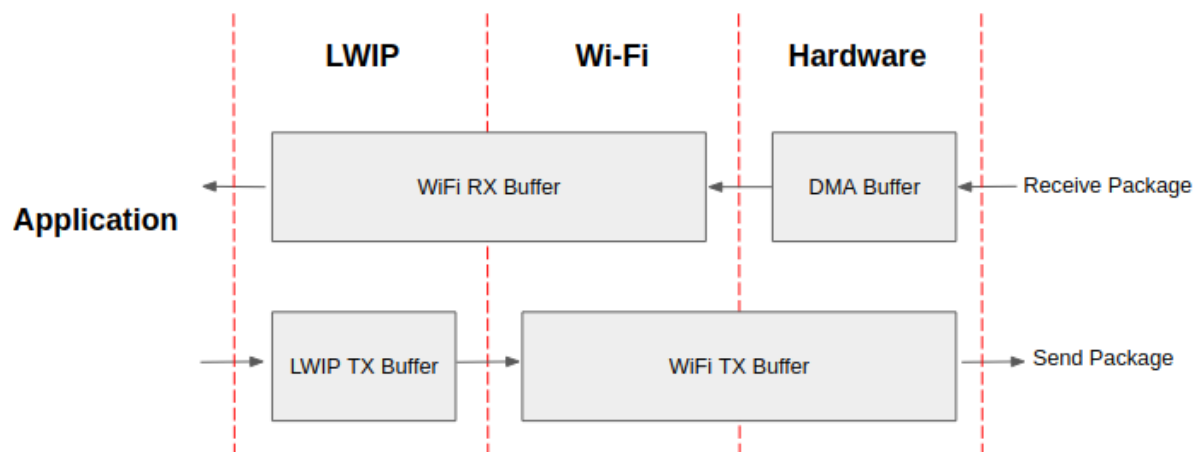 LWIP
Wi-Fi
Hardware
WiFi RX Buffer
DMA Buffer
Receive Package
Application
LWIP TX Buffer
WiFi TX Buffer
Send Package